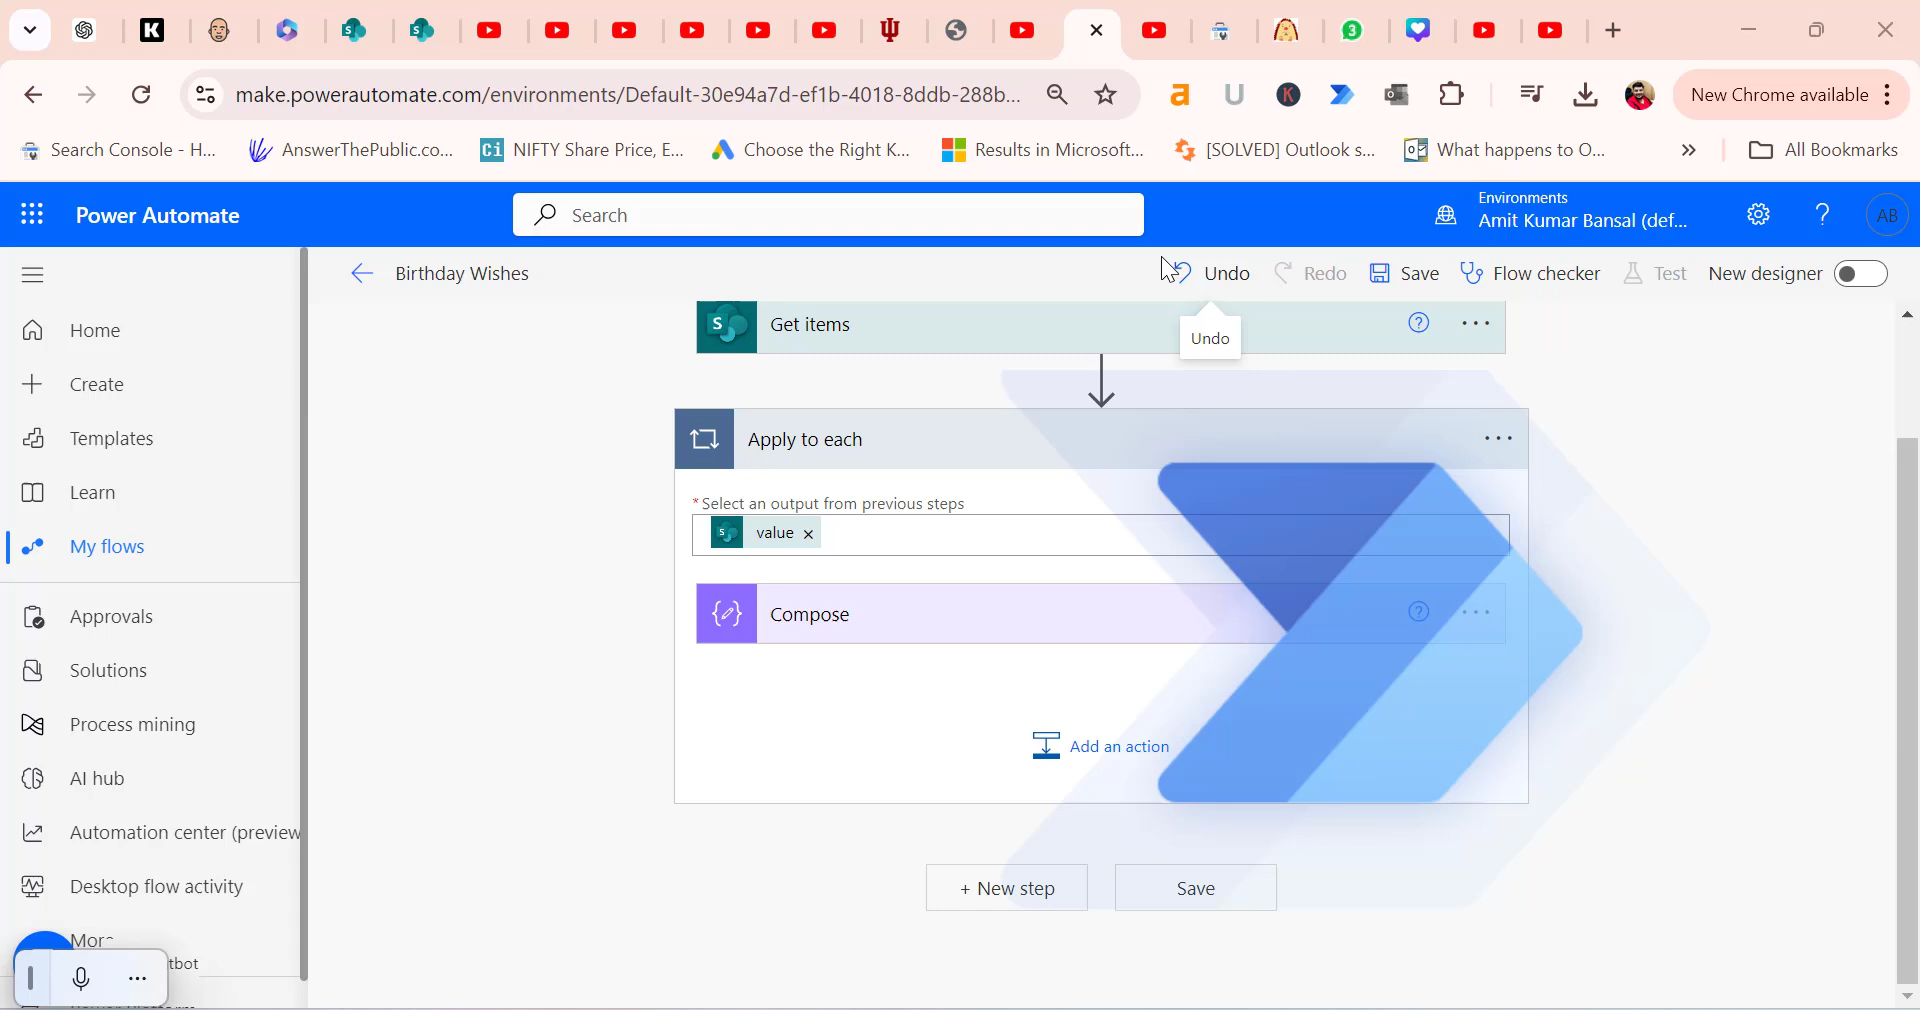 make.powerautomate.com/environments/Default-30e94a7d-ef1b-4018-8ddb-288b...
New Chrome available
Search Console - H...
AnswerThePublic.co...
Ci NIFTY Share Price, E...
Choose the Right K...
Results in Microsoft...
[SOLVED] Outlook s...
What happens to O...
All Bookmarks
Power Automate
Search
Environments
Amit Kumar Bansal (def...
AB
Birthday Wishes
Undo
Redo
Save
Flow checker
Test
New designer
Home
Create
Templates
Learn
My flows
Approvals
Solutions
Process mining
AI hub
Automation center (preview
Desktop flow activity
Get items
Undo
Apply to each
* Select an output from previous steps
value
Compose
Add an action
+ New step
Save